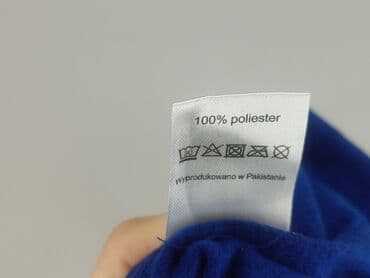 100% poliester
Wyprodukowano w Pakistanie